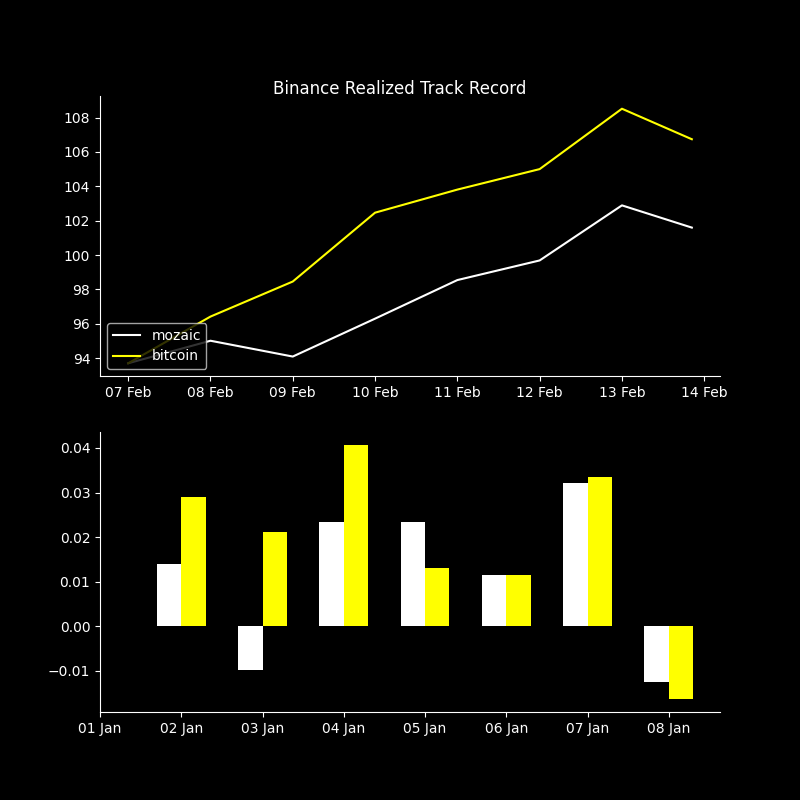 Binance Realized Track Record
108
106
104
102
100
98
96
94
mozaic
bitcoin
07 Feb 08 Feb 09 Feb 10 Feb 11 Feb 12 Feb 13 Feb 14 Feb
0.04
0.03
0.02
0.01
0.00
−0.01
01 Jan 02 Jan 03 Jan 04 Jan 05 Jan 06 Jan 07 Jan 08 Jan